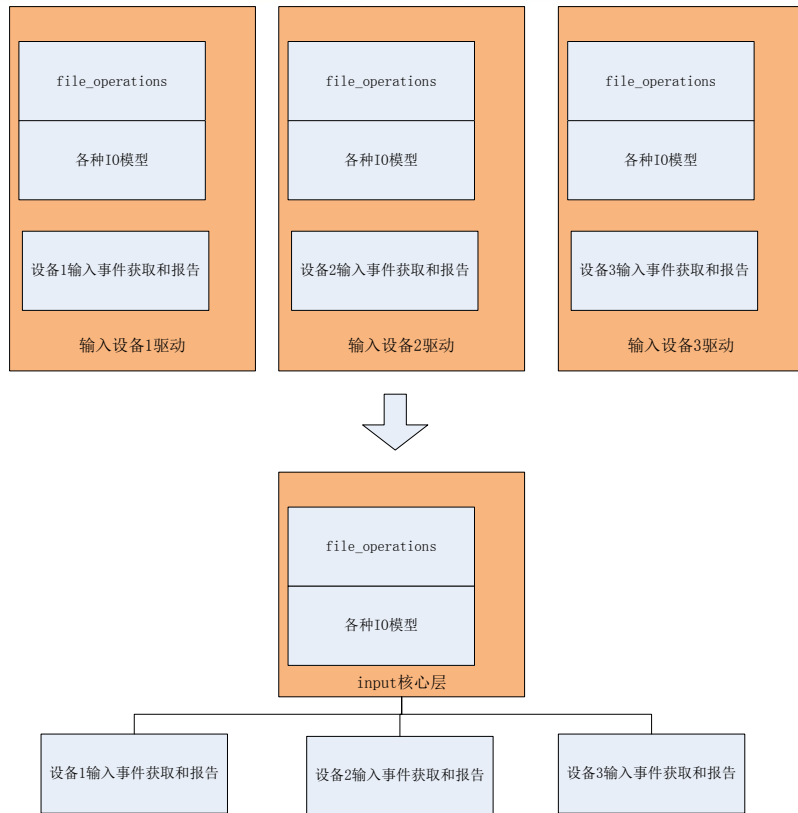 file_operations
file_operations
file_operations
各种IO模型
各种IO模型
各种IO模型
设备1输入事件获取和报告
设备2输入事件获取和报告
设备3输入事件获取和报告
输入设备1驱动
输入设备2驱动
输入设备3驱动
file_operations
各种IO模型
input核心层
设备1输入事件获取和报告
设备2输入事件获取和报告
设备3输入事件获取和报告